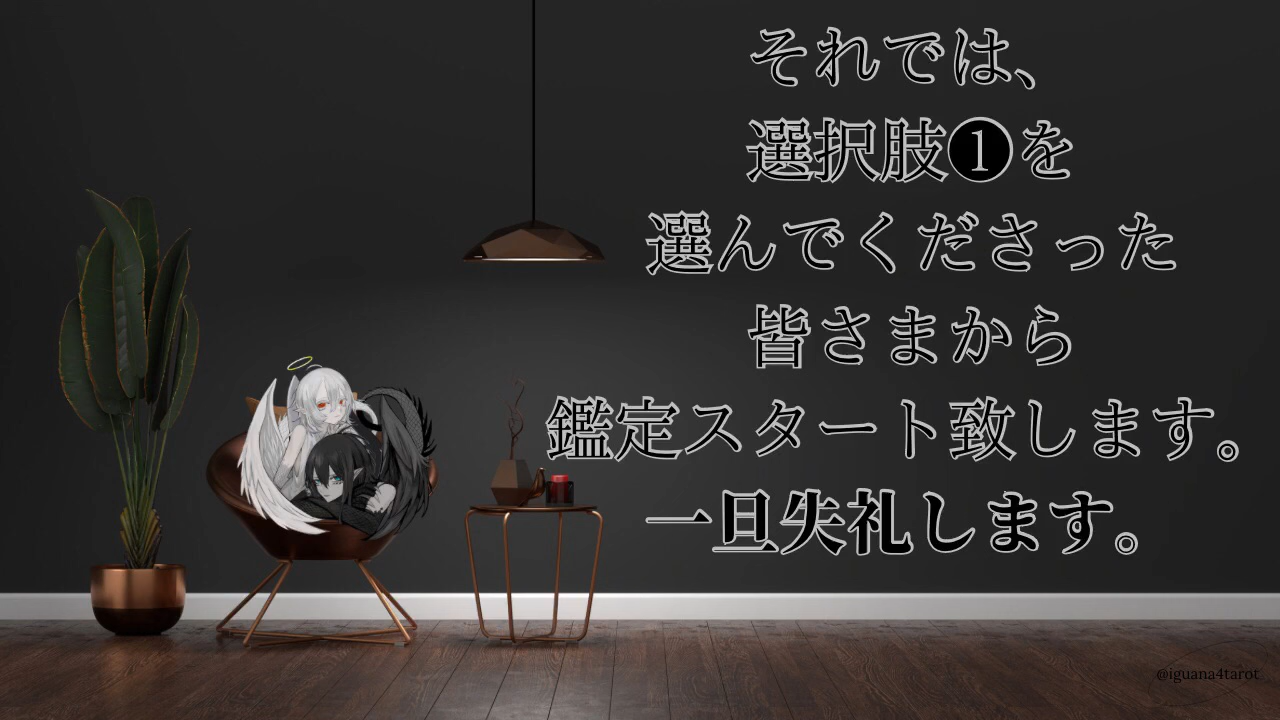 それでは、
選択肢❶を
選んでくださった
皆さまから
鑑定スタート致します。
一旦失礼します。
@iguana4tarot